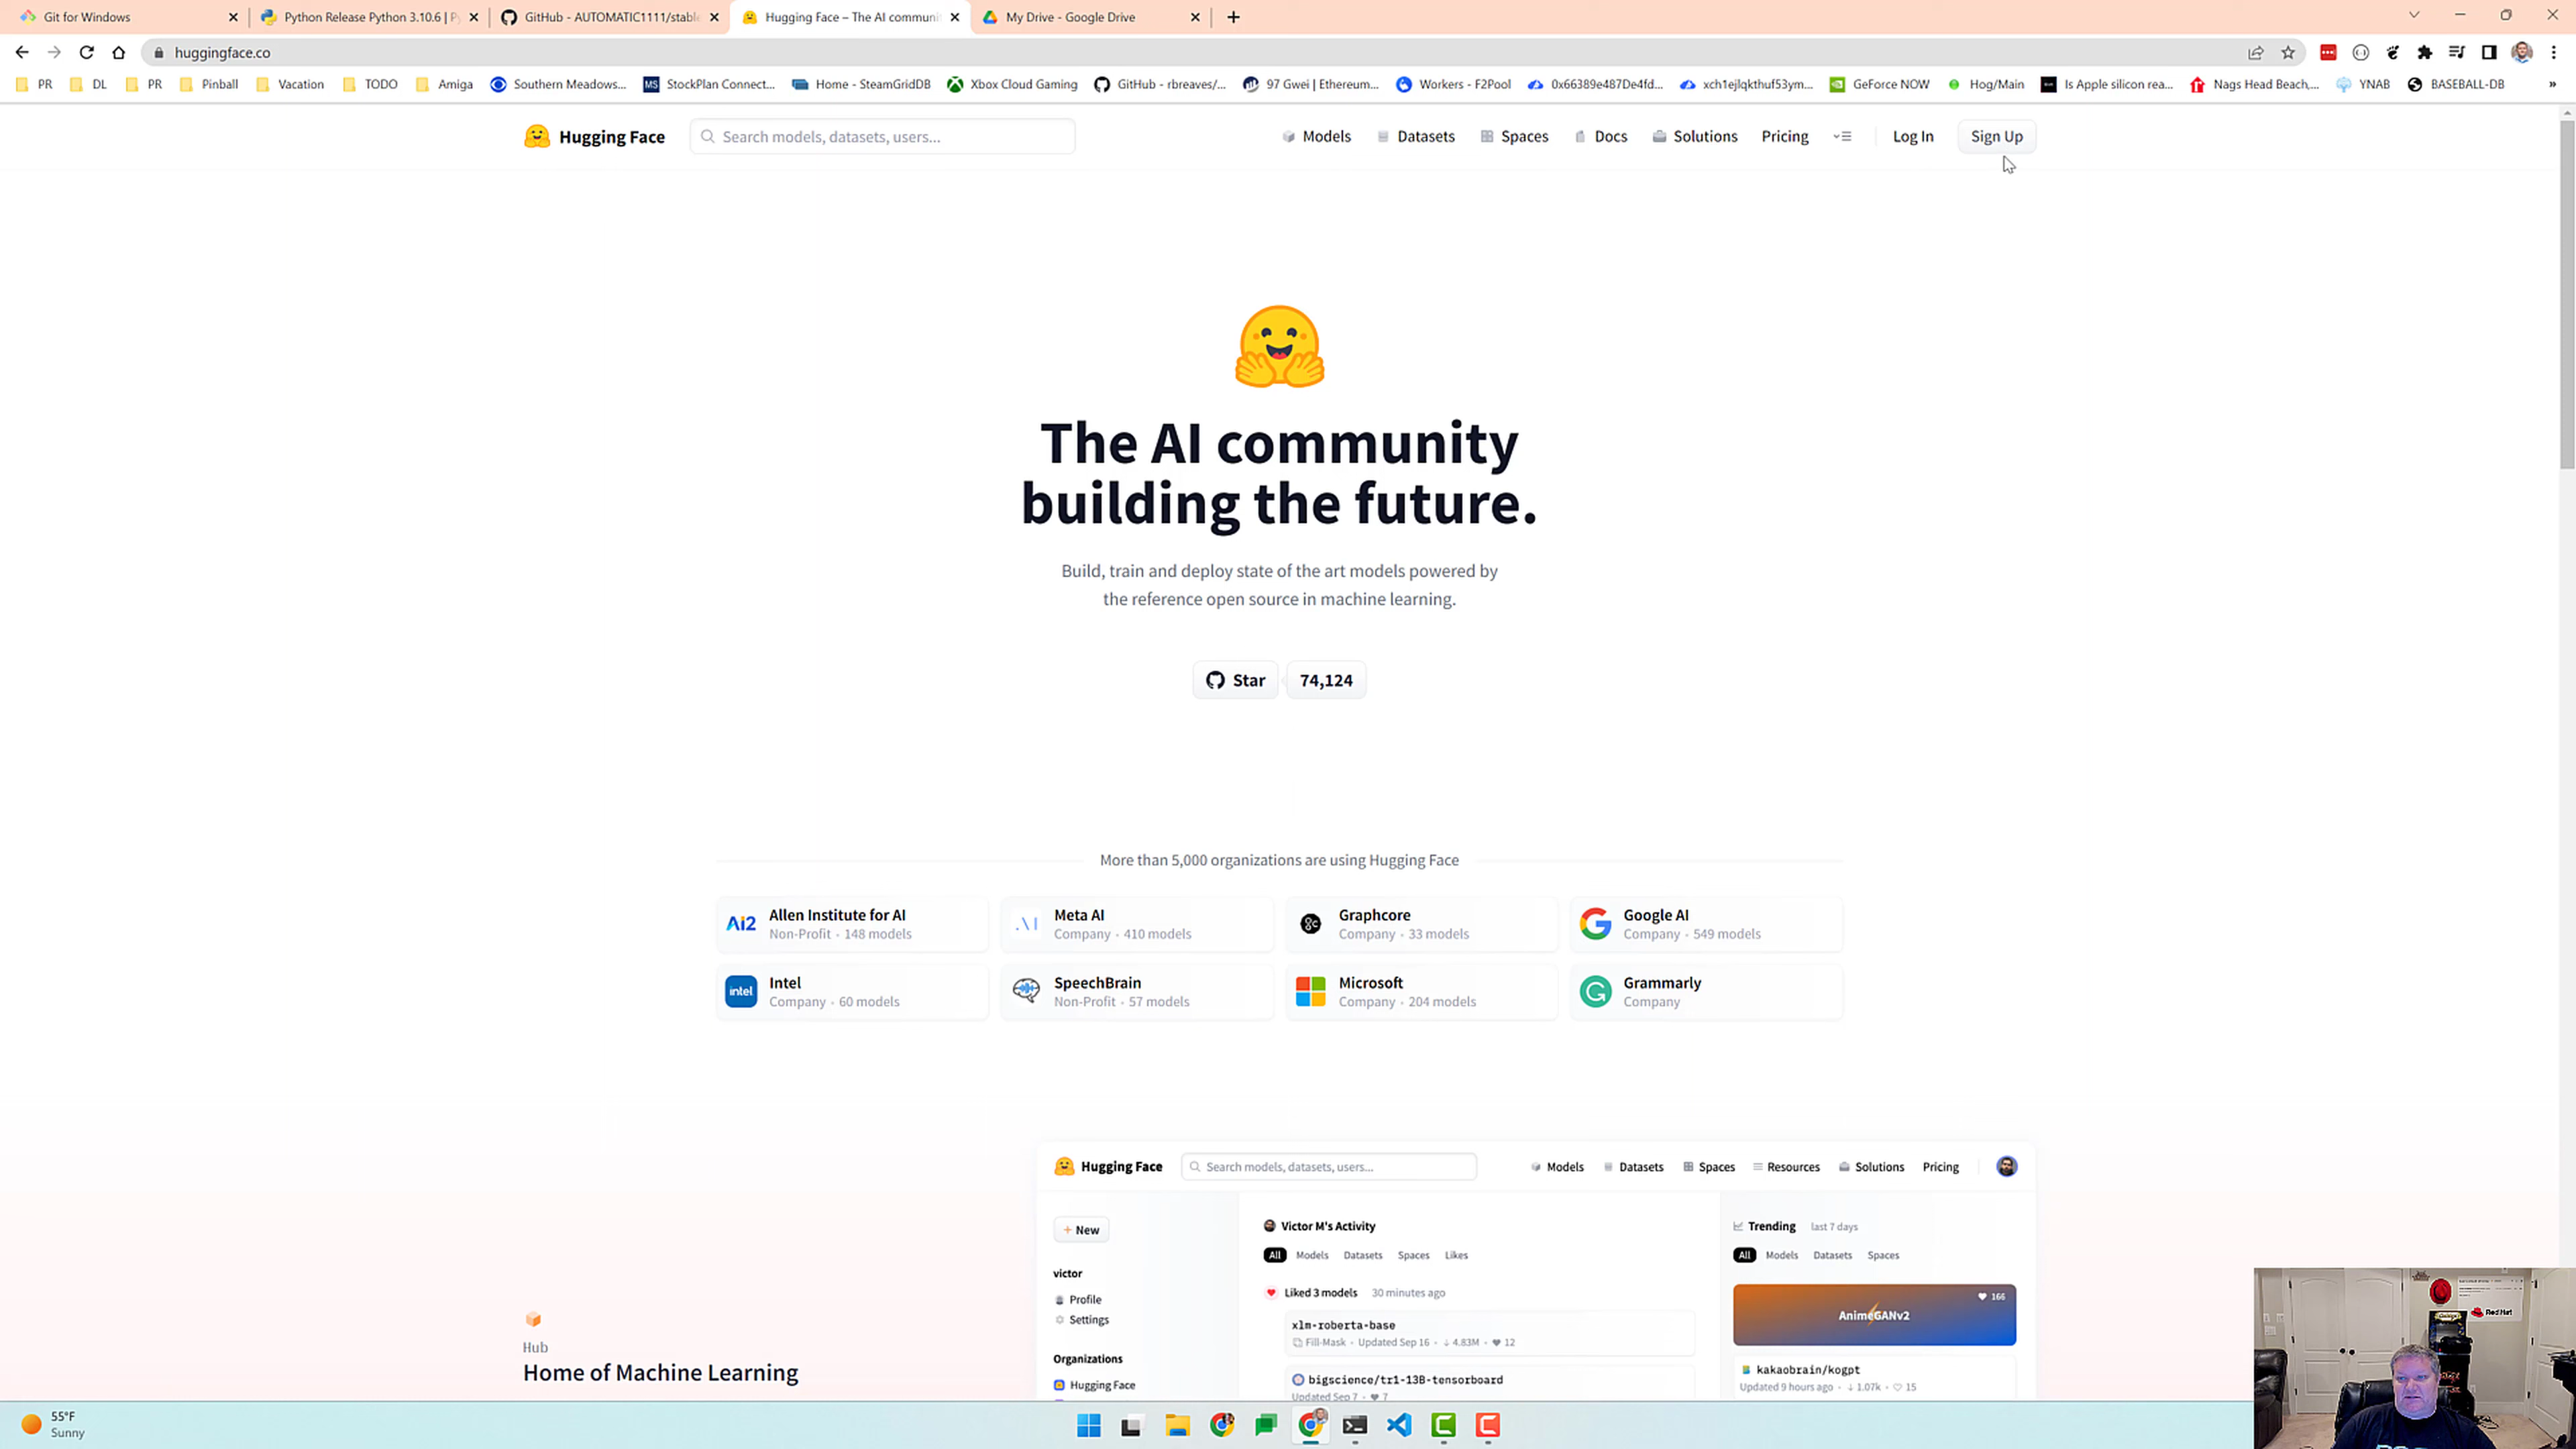 Git for Windows
Python Release Python 3.10.6 | P
GitHub - AUTOMATIC1111/stable
Hugging Face – The AI communi
My Drive - Google Drive
huggingface.co
PR
DL
PR
Pinball
Vacation
TODO
Amiga
Southern Meadows...
StockPlan Connect...
Home - SteamGridDB
Xbox Cloud Gaming
GitHub - rbreaves/...
97 Gwei | Ethereum...
Workers - F2Pool
0x66389e487De4fd...
xch1ejlqkthuf53ym...
GeForce NOW
Hog/Main
Is Apple silicon rea...
Nags Head Beach,...
YNAB
BASEBALL-DB
»
Hugging Face
Search models, datasets, users...
Models
Datasets
Spaces
Docs
Solutions
Pricing
Log In
Sign Up
The AI community
building the future.
Build, train and deploy state of the art models powered by
the reference open source in machine learning.
Star
74,124
More than 5,000 organizations are using Hugging Face
Ai2
Allen Institute for AI
Non-Profit • 148 models
Meta AI
Company • 410 models
Graphcore
Company • 33 models
Google AI
Company • 549 models
intel
Intel
Company • 60 models
SpeechBrain
Non-Profit • 57 models
Microsoft
Company • 204 models
Grammarly
Company
Hugging Face
Search models, datasets, users...
Models
Datasets
Spaces
Resources
Solutions
Pricing
+ New
victor
Profile
Settings
Organizations
Hugging Face
Victor M's Activity
All
Models
Datasets
Spaces
Likes
Liked 3 models
30 minutes ago
xlm-roberta-base
Fill-Mask • Updated Sep 16 • ↓ 4.83M • ♥ 12
bigscience/tr1-13B-tensorboard
Updated Sep 7 • ♥ 7
Trending
last 7 days
All
Models
Datasets
Spaces
♥ 166
AnimeGANv2
kakaobrain/kogpt
Updated 9 hours ago • ↓ 1.07k • ♡ 15
Hub
Home of Machine Learning
Red Hat
55°F
Sunny